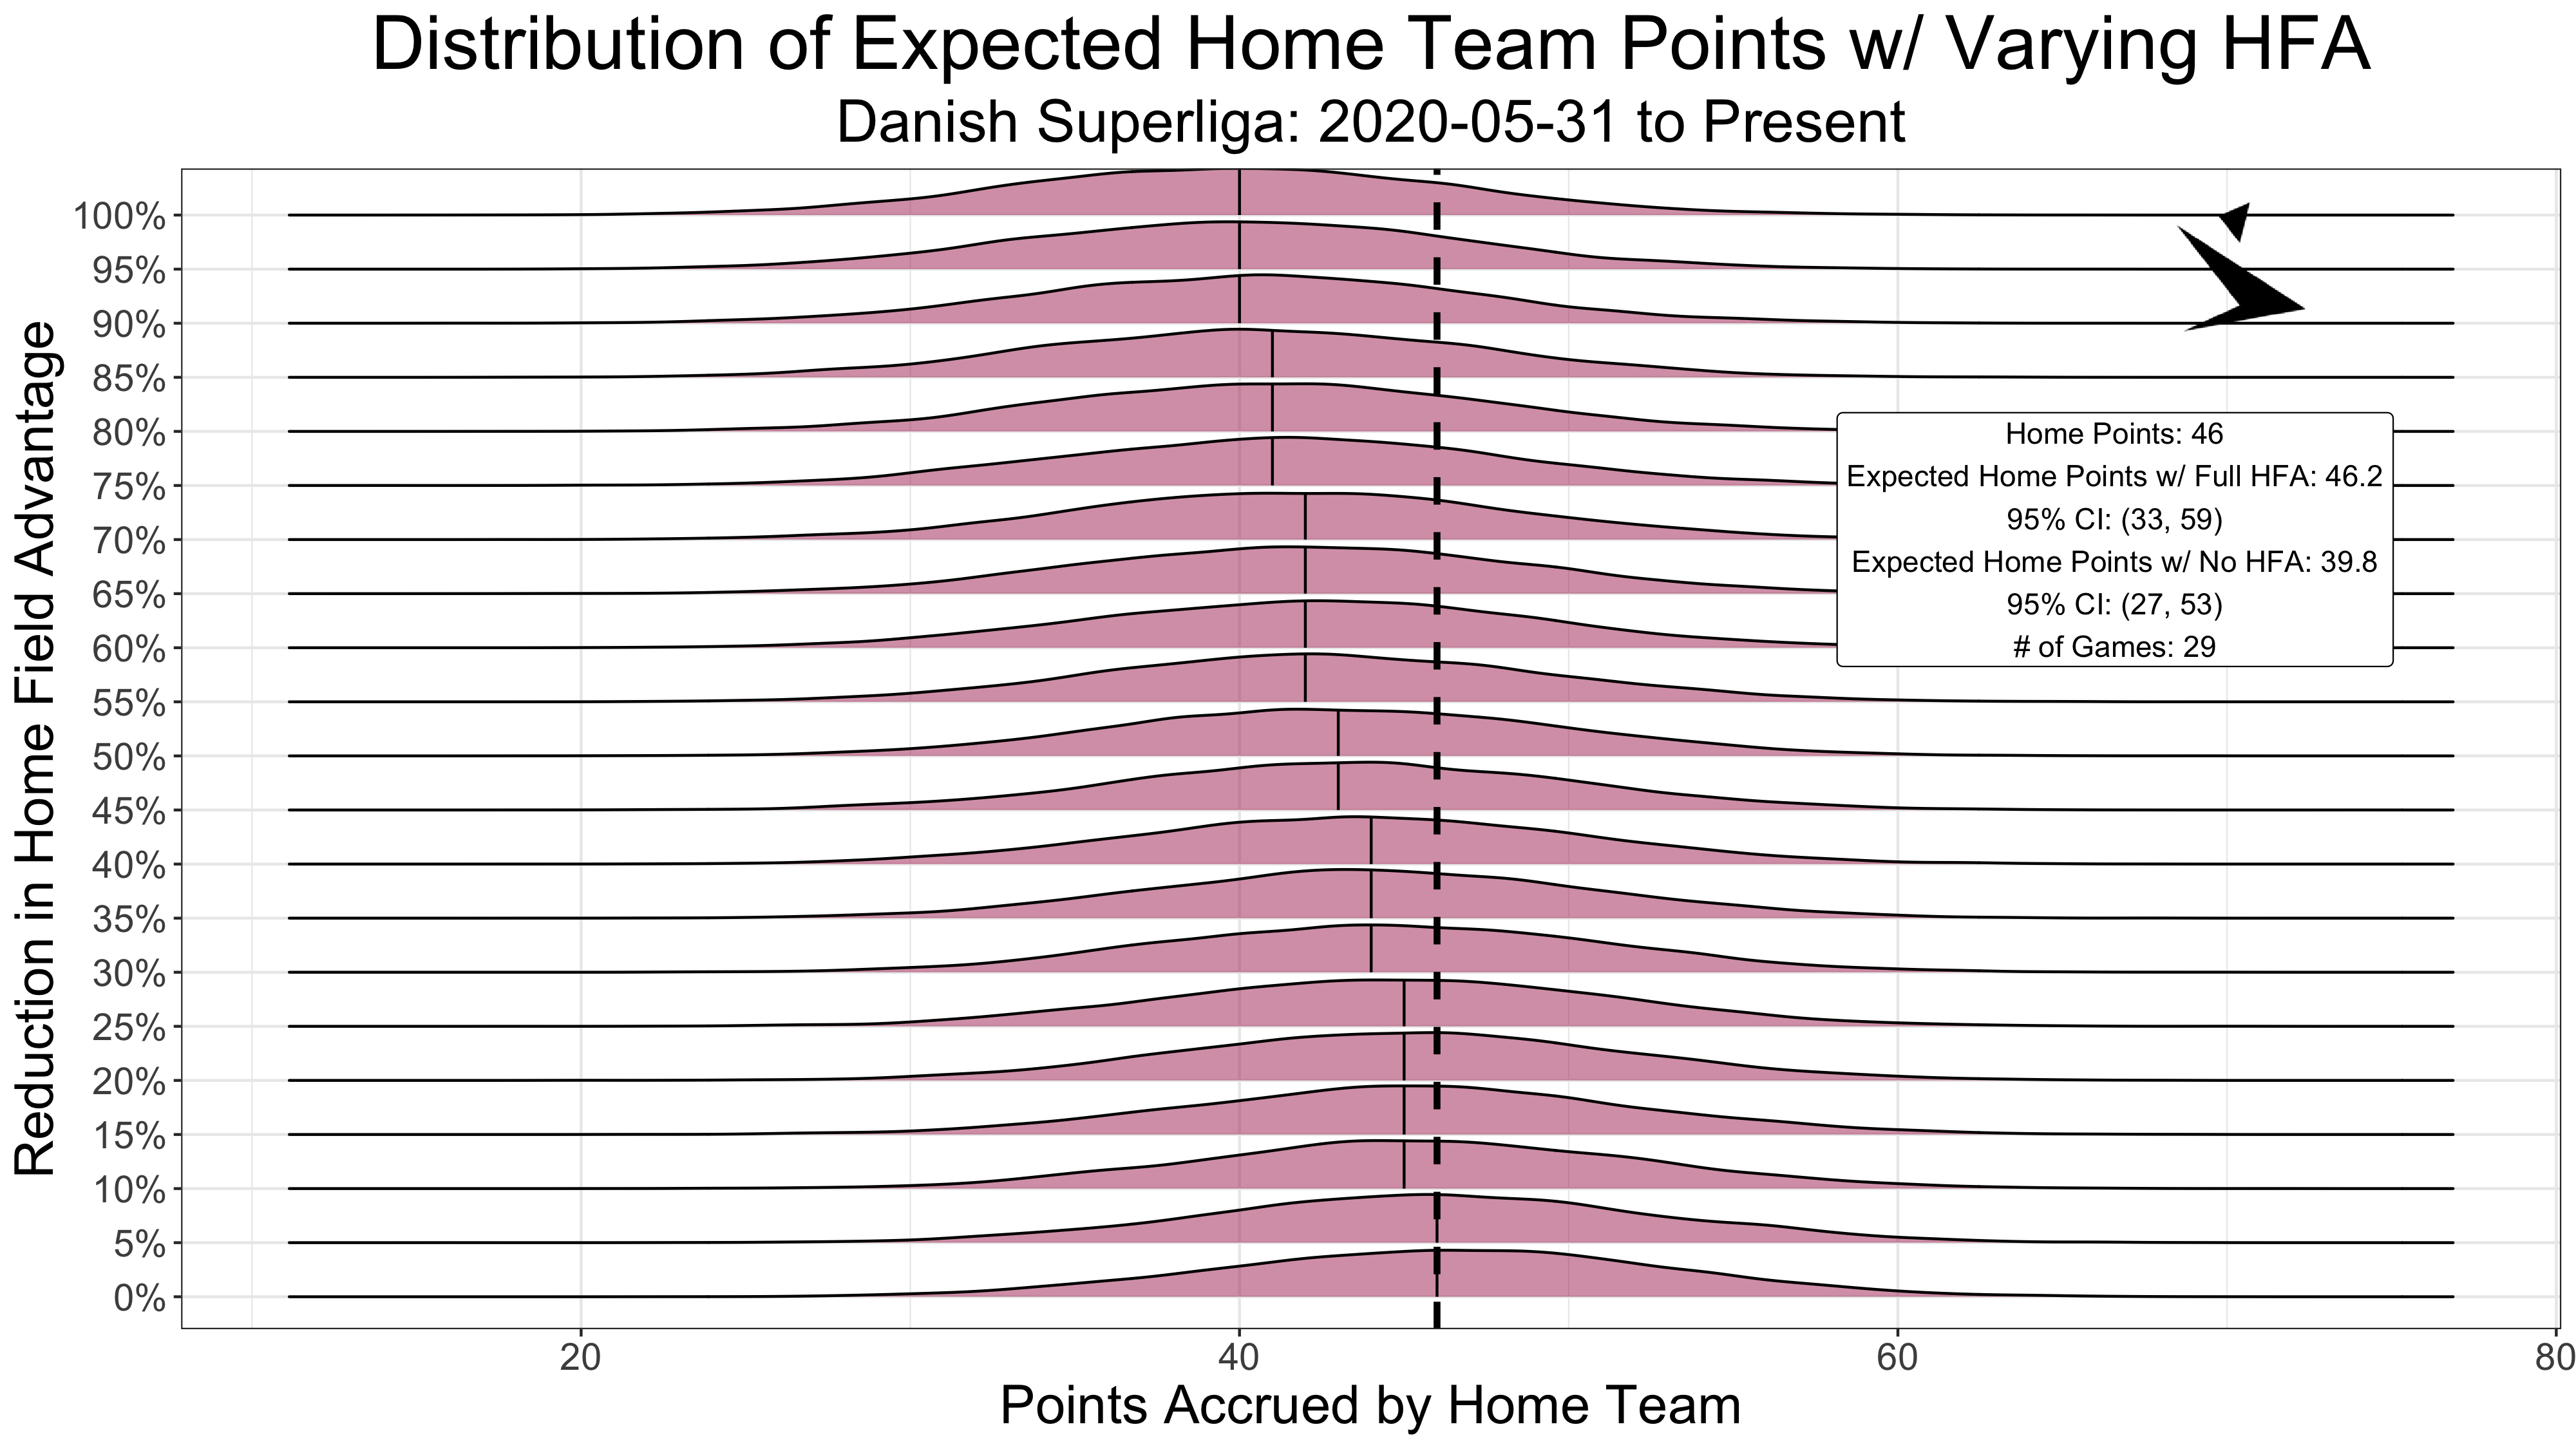 Distribution of Expected Home Team Points w/ Varying HFA
Danish Superliga: 2020-05-31 to Present
Reduction in Home Field Advantage
100%
95%
90%
85%
80%
75%
70%
65%
60%
55%
50%
45%
40%
35%
30%
25%
20%
15%
10%
5%
0%
Home Points: 46
Expected Home Points w/ Full HFA: 46.2
95% CI: (33, 59)
Expected Home Points w/ No HFA: 39.8
95% CI: (27, 53)
# of Games: 29
20 40 60 80
Points Accrued by Home Team